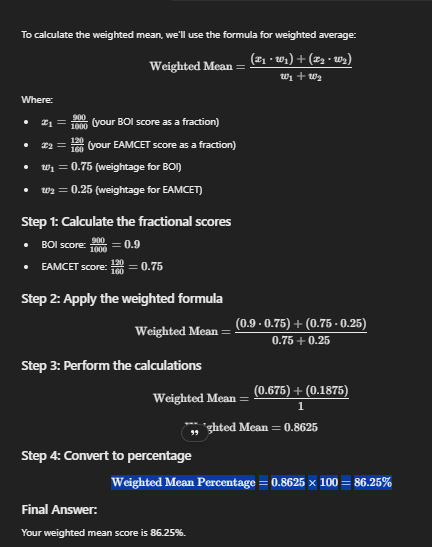 To calculate the weighted mean, we'll use the formula for weighted average:
Weighted Mean = \frac{(x_1 \cdot w_1) + (x_2 \cdot w_2)}{w_1 + w_2}
Where:
• x_1 = \frac{900}{1000} (your BOI score as a fraction)
• x_2 = \frac{120}{160} (your EAMCET score as a fraction)
• w_1 = 0.75 (weightage for BOI)
• w_2 = 0.25 (weightage for EAMCET)
Step 1: Calculate the fractional scores
• BOI score: \frac{900}{1000} = 0.9
• EAMCET score: \frac{120}{160} = 0.75
Step 2: Apply the weighted formula
Weighted Mean = \frac{(0.9 \cdot 0.75) + (0.75 \cdot 0.25)}{0.75 + 0.25}
Step 3: Perform the calculations
Weighted Mean = \frac{(0.675) + (0.1875)}{1}
ghted Mean = 0.8625
Step 4: Convert to percentage
Weighted Mean Percentage = 0.8625 × 100 = 86.25%
Final Answer:
Your weighted mean score is 86.25%.